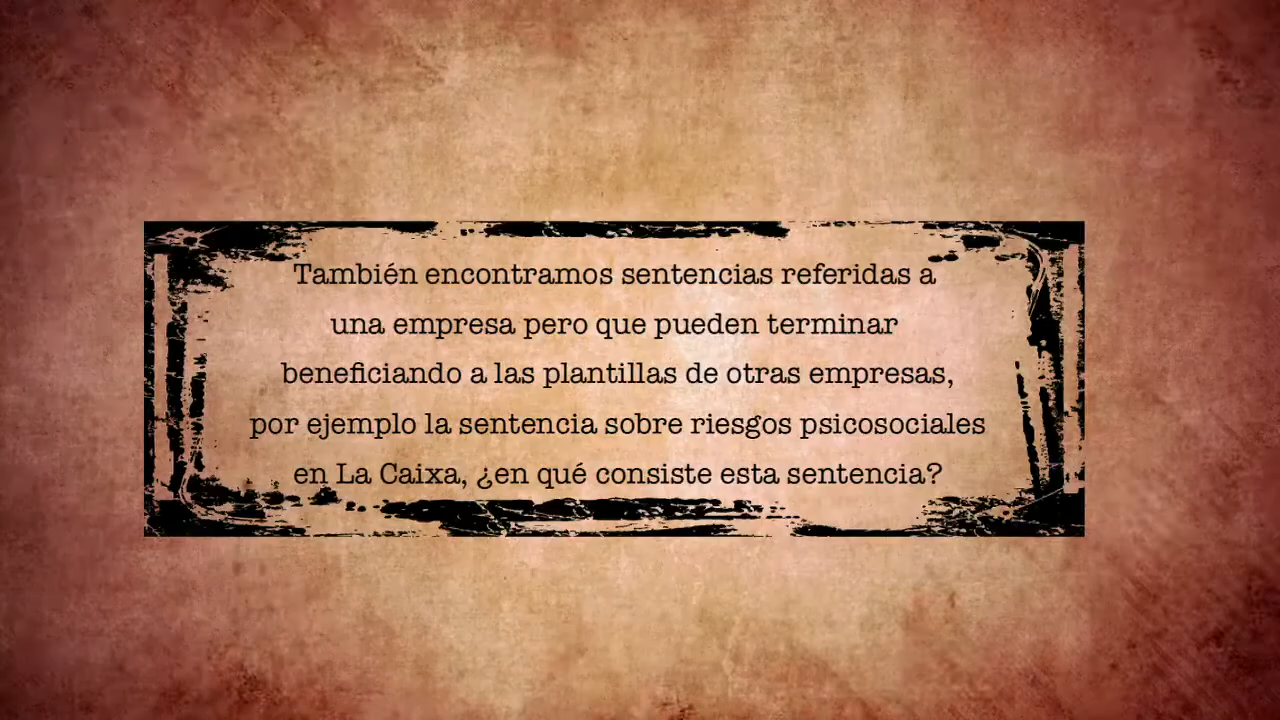 También encontramos sentencias referidas a
una empresa pero que pueden terminar
beneficiando a las plantillas de otras empresas,
por ejemplo la sentencia sobre riesgos psicosociales
en La Caixa, ¿en qué consiste esta sentencia?